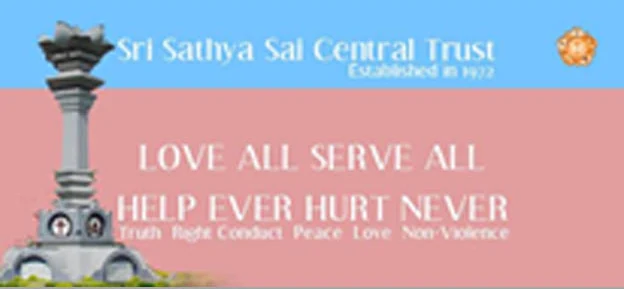 Sri Sathya Sai Central Trust
Established in 1972
LOVE ALL SERVE ALL
HELP EVER HURT NEVER
Truth Right Conduct Peace Love Non-Violence